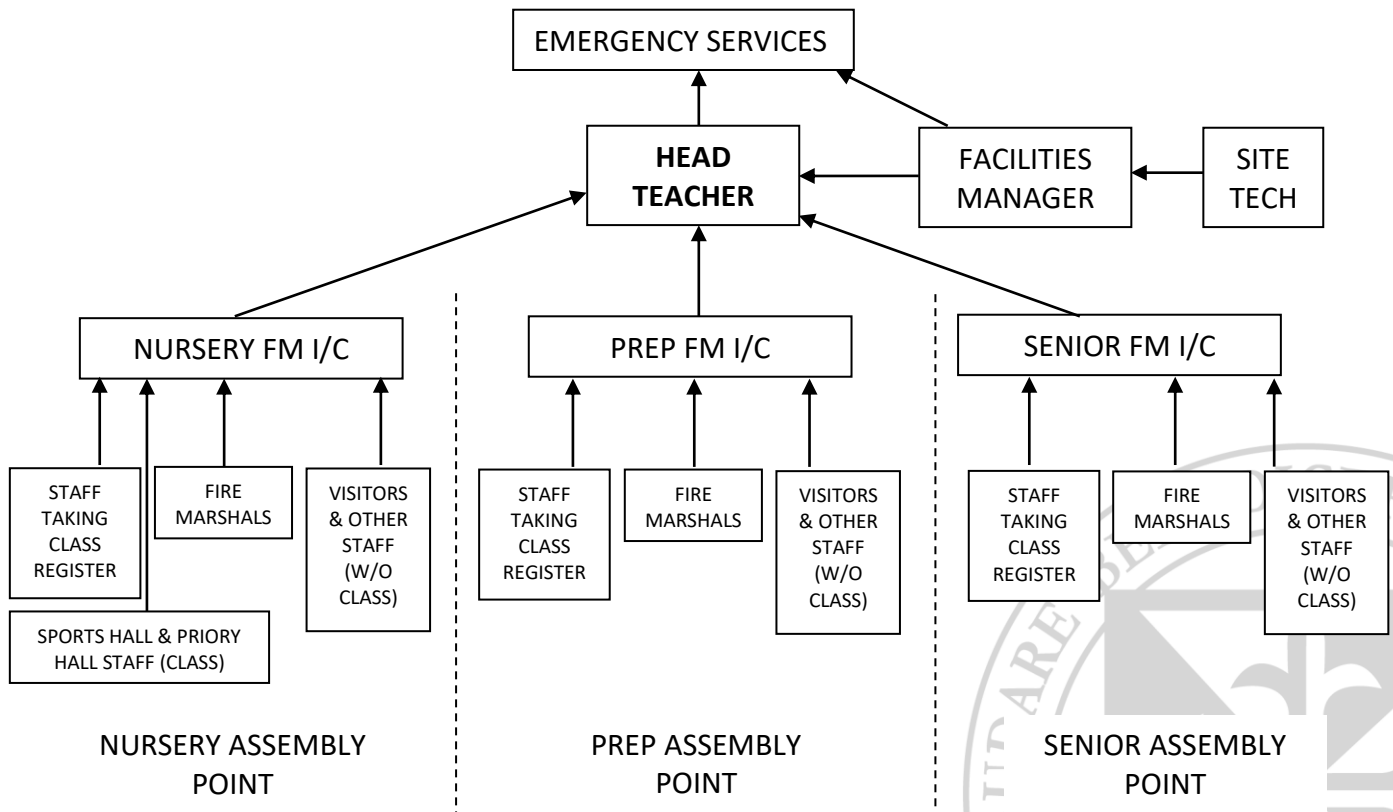 EMERGENCY SERVICES
HEAD
TEACHER
FACILITIES
MANAGER
SITE
TECH
NURSERY FM I/C
PREP FM I/C
SENIOR FM I/C
STAFF
TAKING
CLASS
REGISTER
FIRE
MARSHALS
VISITORS
& OTHER
STAFF
(W/O
CLASS)
SPORTS HALL & PRIORY
HALL STAFF (CLASS)
STAFF
TAKING
CLASS
REGISTER
FIRE
MARSHALS
VISITORS
& OTHER
STAFF
(W/O
CLASS)
STAFF
TAKING
CLASS
REGISTER
FIRE
MARSHALS
VISITORS
& OTHER
STAFF
(W/O
CLASS)
NURSERY ASSEMBLY
POINT
PREP ASSEMBLY
POINT
SENIOR ASSEMBLY
POINT